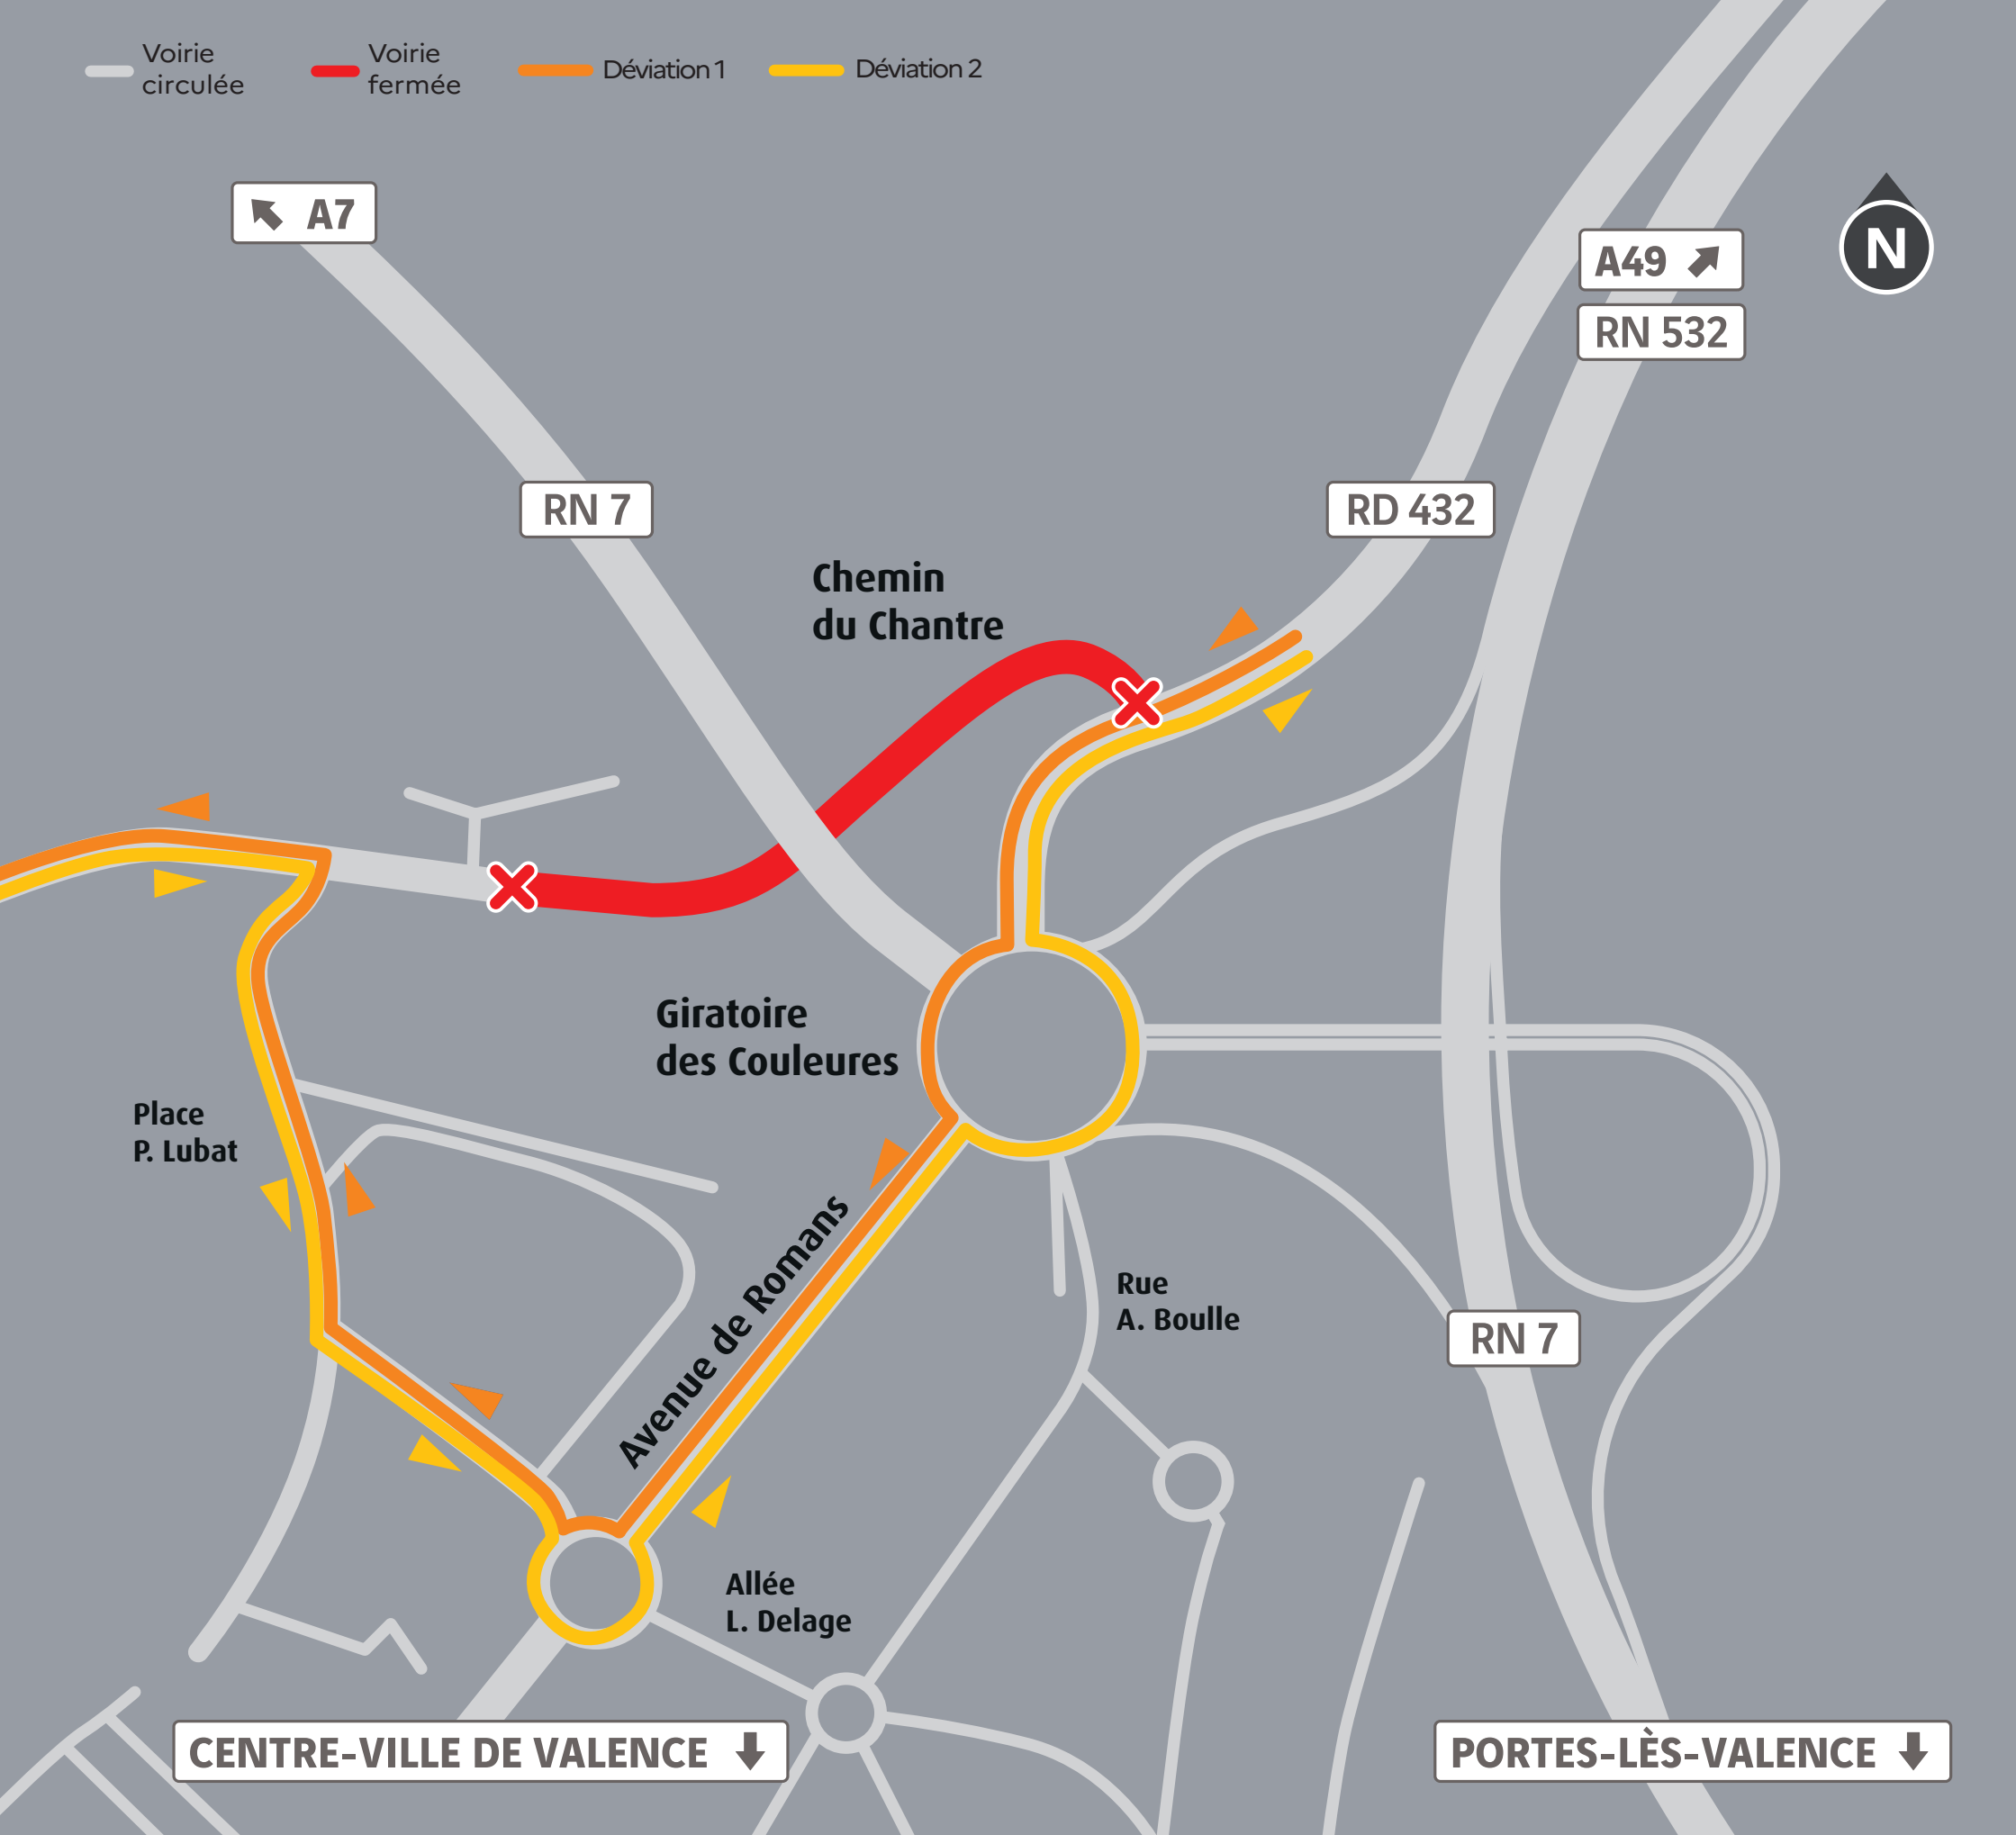 Voirie
circulée
Voirie
fermée
Déviation 1
Déviation 2
A7
A49
N
RN 532
RN 7
RD 432
Chemin
du Chantre
Giratoire
des Couleures
Place
P. Lubat
Avenue de Romans
Rue
A. Boulle
RN 7
Allée
L. Delage
CENTRE-VILLE DE VALENCE
PORTES-LÈS-VALENCE